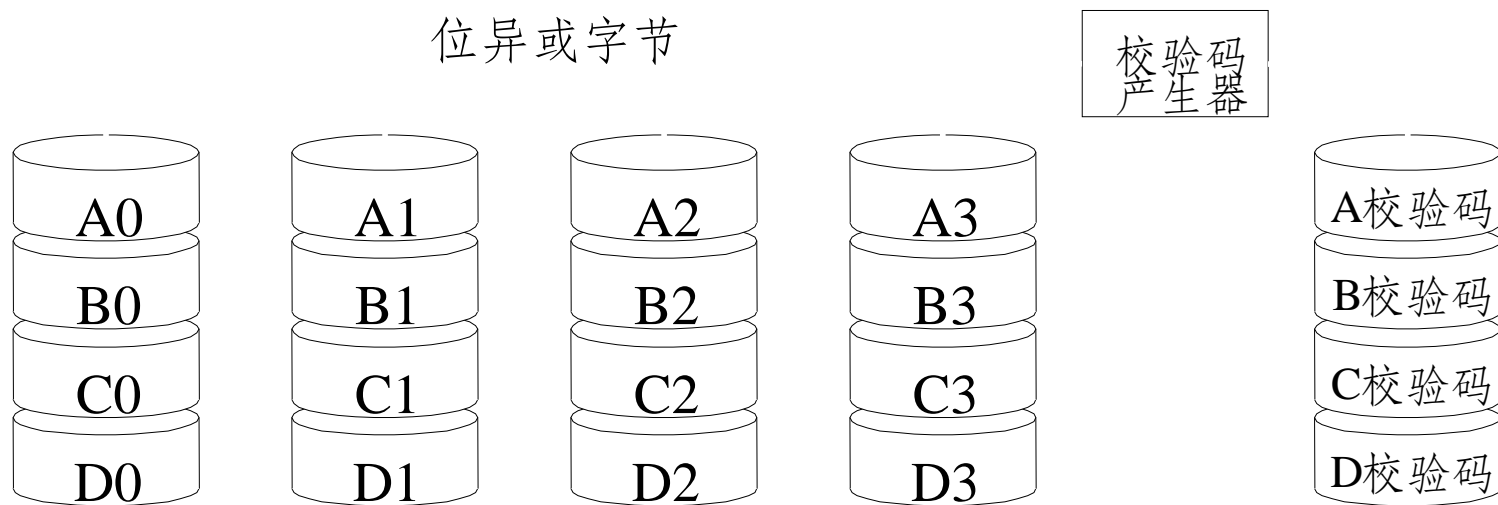 位异或字节
校验码
产生器
A0 A1 A2 A3 A校验码
B0 B1 B2 B3 B校验码
C0 C1 C2 C3 C校验码
D0 D1 D2 D3 D校验码